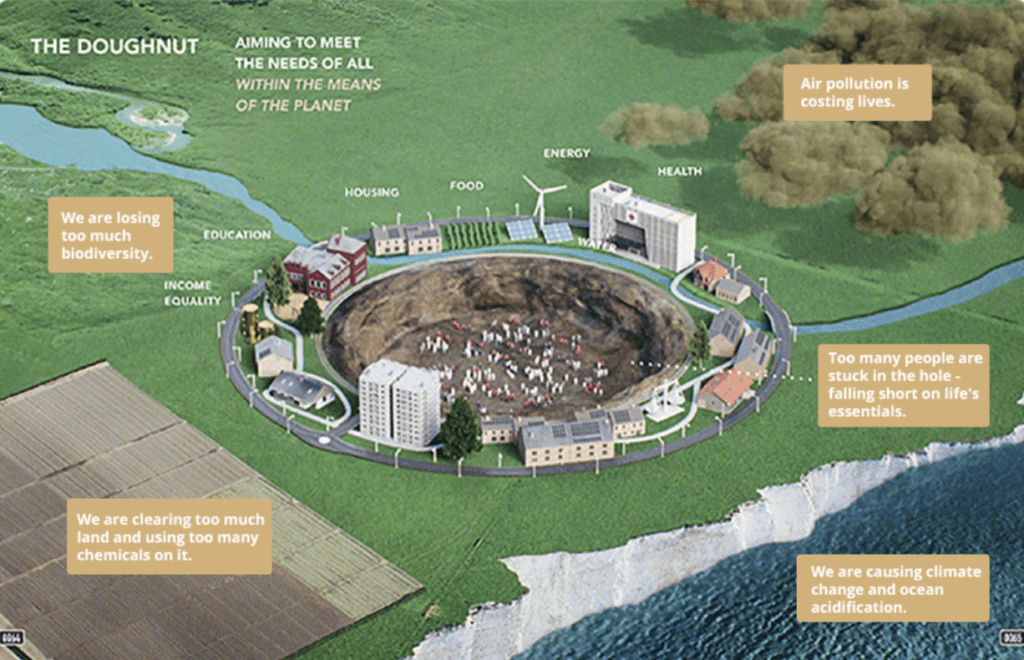 THE DOUGHNUT
AIMING TO MEET
THE NEEDS OF ALL
WITHIN THE MEANS
OF THE PLANET
Air pollution is
costing lives.
ENERGY
HEALTH
FOOD
HOUSING
We are losing
too much
biodiversity.
EDUCATION
WATER
INCOME
EQUALITY
Too many people are
stuck in the hole -
falling short on life's
essentials.
We are clearing too much
land and using too many
chemicals on it.
We are causing climate
change and ocean
acidification.
0064
0065